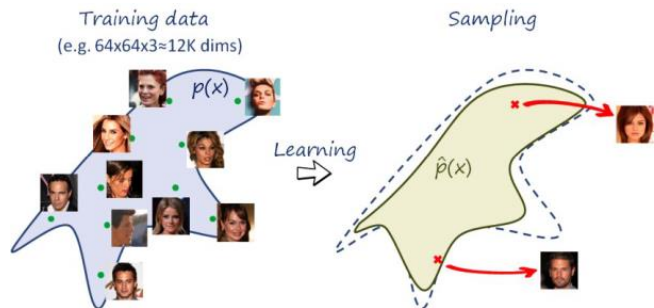 Training data
(e.g. 64x64x3≈12K dims)
p(x)
Learning
Sampling
p̂(x)